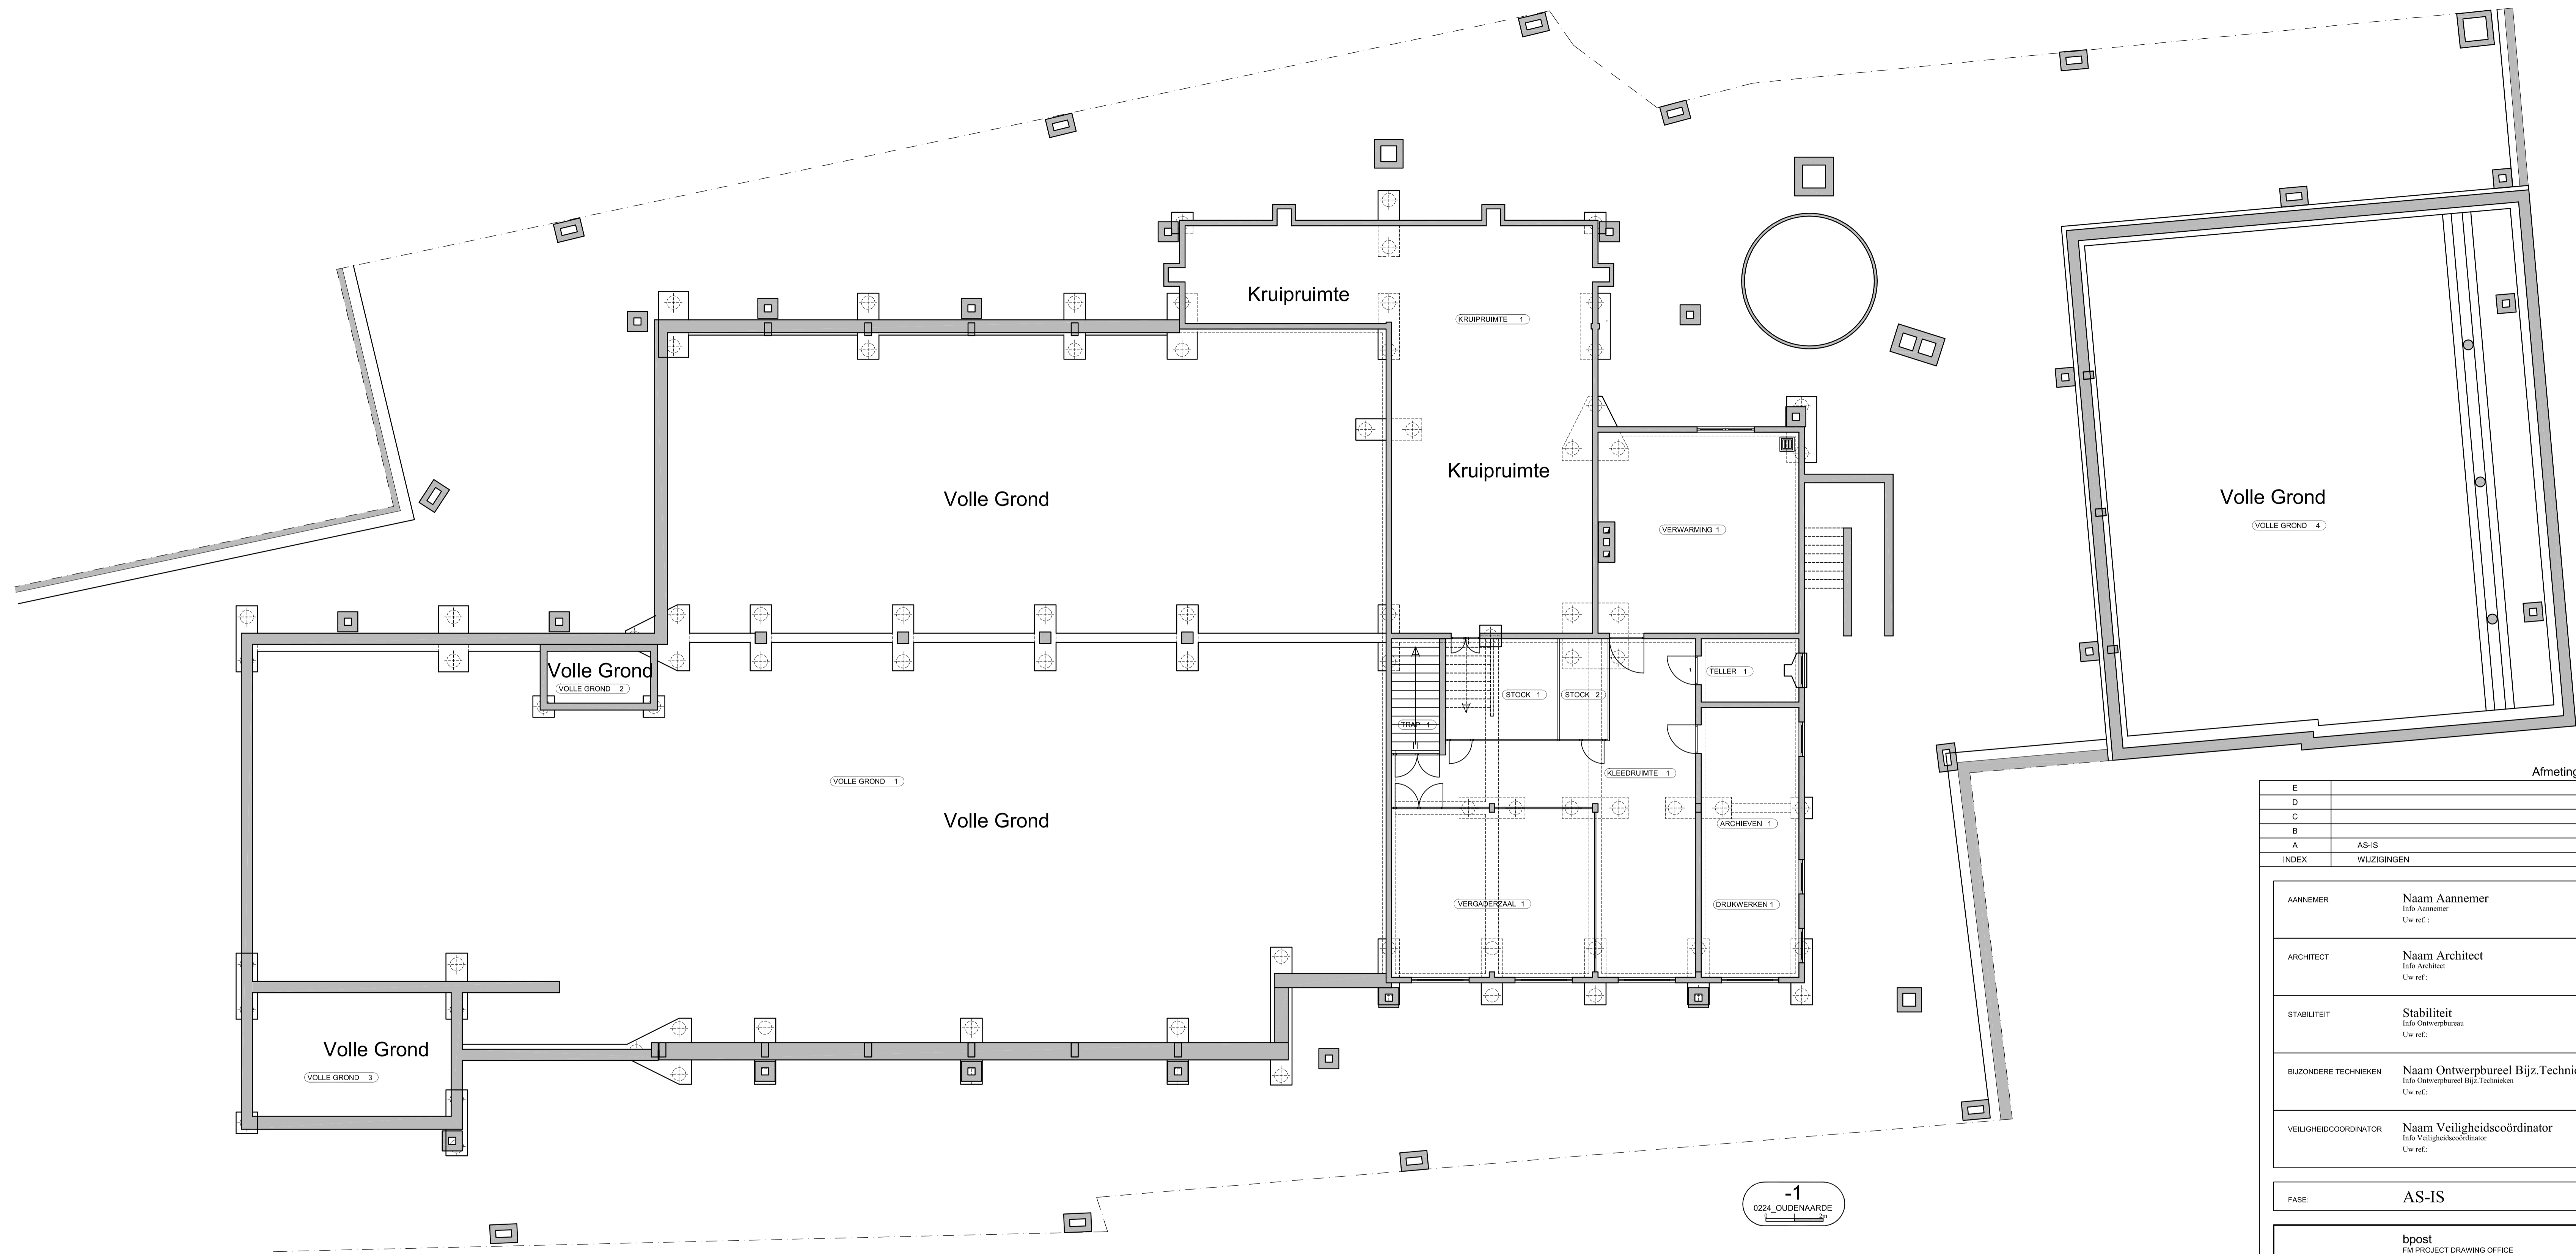 Kruipruimte
KRUIPRUIMTE 1
Kruipruimte
Volle Grond
VERWARMING 1
Volle Grond
VOLLE GROND 4
Volle Grond
VOLLE GROND 2
TELLER 1
STOCK 1
STOCK 2
TRAP 1
VOLLE GROND 1
KLEEDRUIMTE 1
Volle Grond
ARCHIEVEN 1
VERGADERZAAL 1
DRUKWERKEN 1
Volle Grond
VOLLE GROND 3
-1
0224_OUDENAARDE
0 1 2m
Afmeting
E
D
C
B
A AS-IS
INDEX WIJZIGINGEN
AANNEMER Naam Aannemer
Info Aannemer
Uw ref. :
ARCHITECT Naam Architect
Info Architect
Uw ref :
STABILITEIT Stabiliteit
Info Ontwerpbureau
Uw ref.:
BIJZONDERE TECHNIEKEN Naam Ontwerpbureel Bijz.Techni
Info Ontwerpbureel Bijz.Technieken
Uw ref.:
VEILIGHEIDCOORDINATOR Naam Veiligheidscoördinator
Info Veiligheidscoördinator
Uw ref.:
FASE: AS-IS
bpost
FM PROJECT DRAWING OFFICE